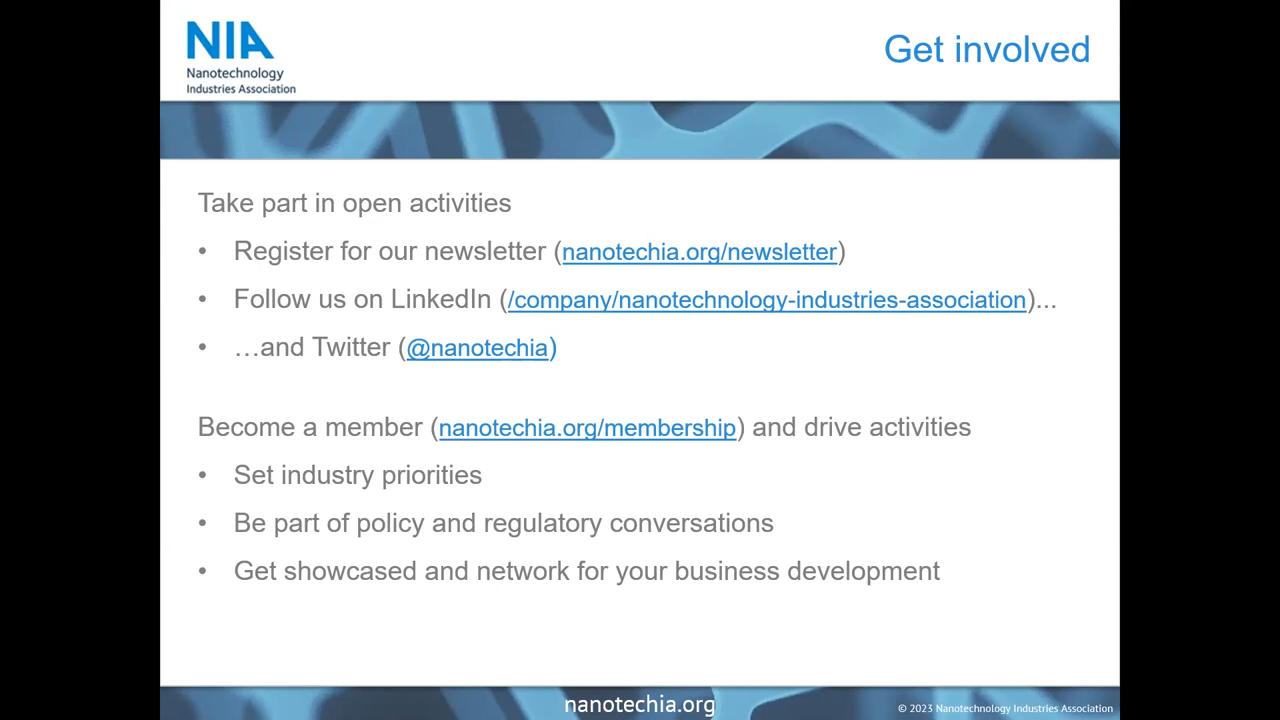 NIA
Nanotechnology
Industries Association
Get involved
Take part in open activities
• Register for our newsletter (nanotechia.org/newsletter)
• Follow us on LinkedIn (/company/nanotechnology-industries-association)...
• …and Twitter (@nanotechia)
Become a member (nanotechia.org/membership) and drive activities
• Set industry priorities
• Be part of policy and regulatory conversations
• Get showcased and network for your business development
nanotechia.org
© 2023 Nanotechnology Industries Association